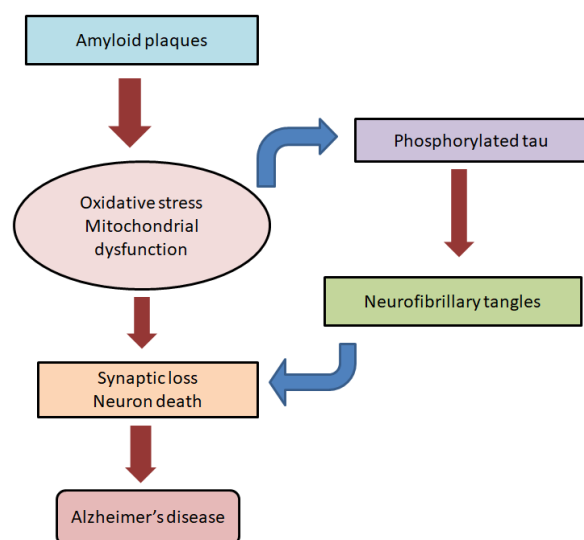 Amyloid plaques
Phosphorylated tau
Oxidative stress
Mitochondrial
dysfunction
Neurofibrillary tangles
Synaptic loss
Neuron death
Alzheimer's disease